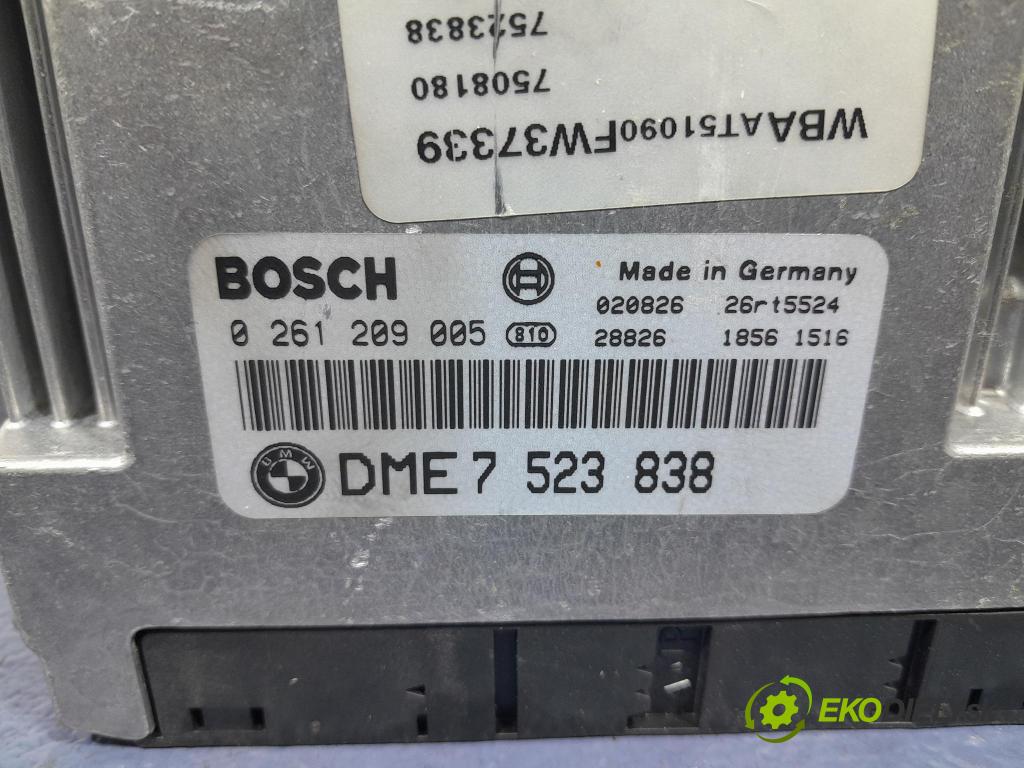 WBAAT51090FW37339
7508180
7523838
BOSCH
Made in Germany
020826 26rt5524
0 261 209 005 810 28826 1856 1516
BMW
DME 7 523 838
EKO